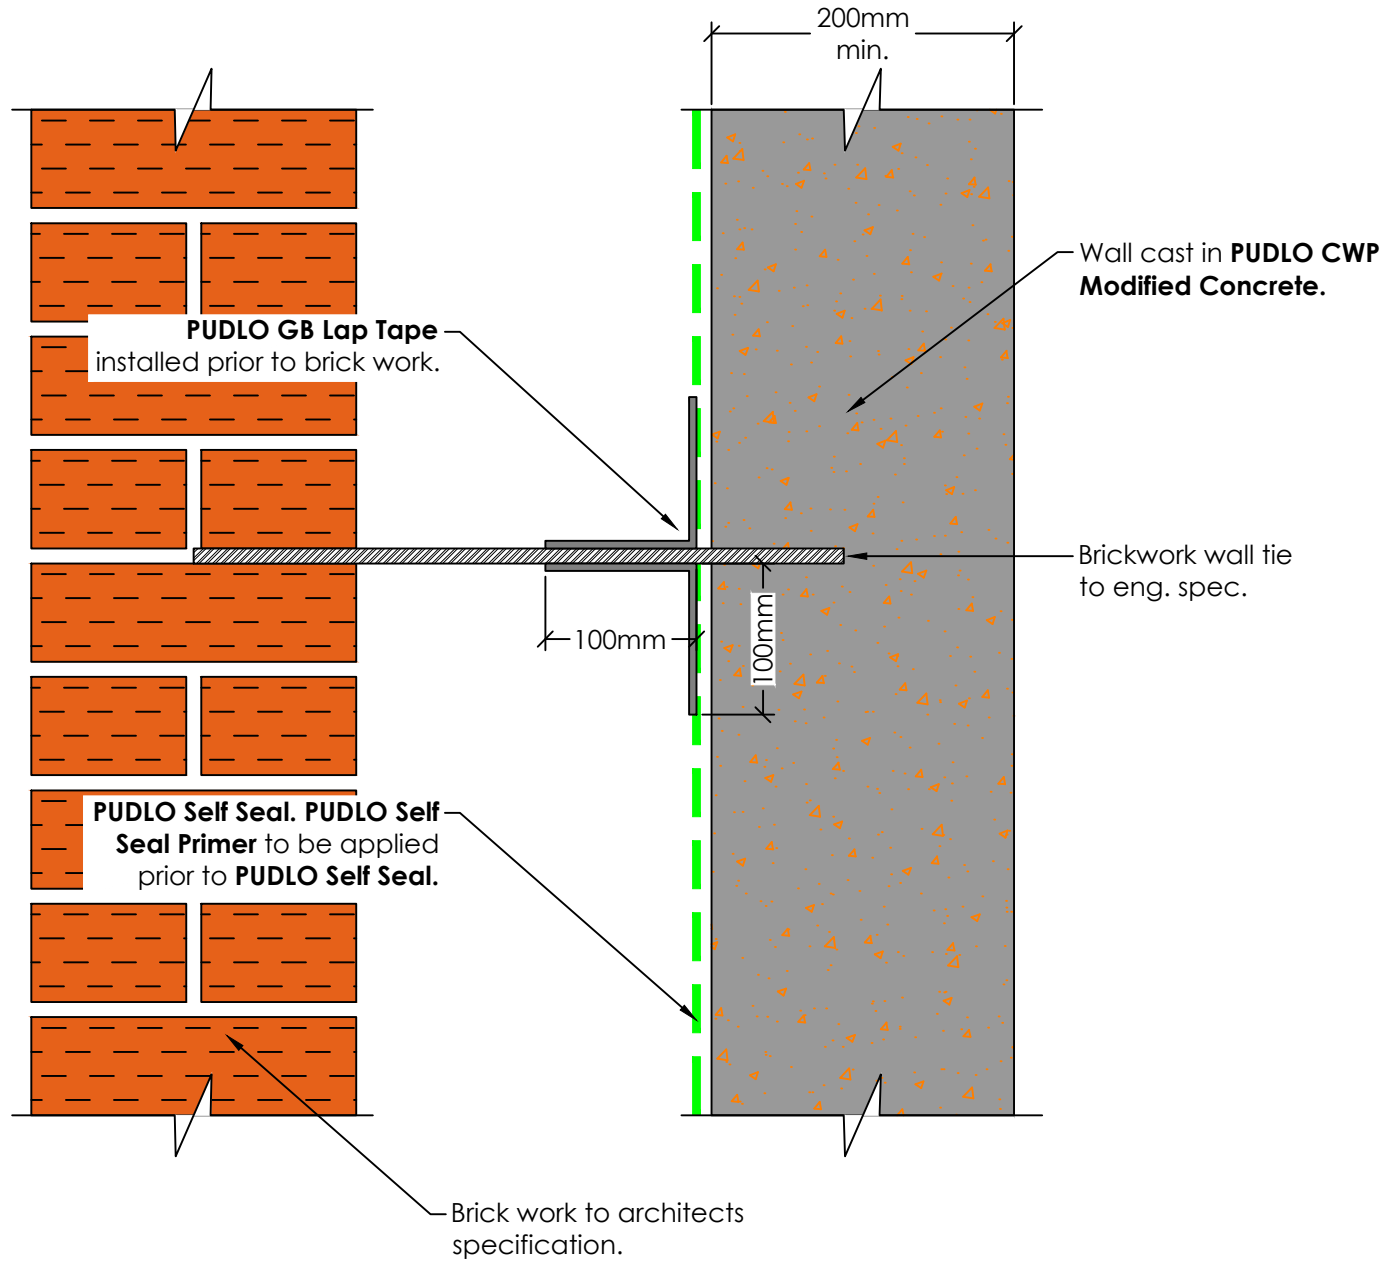 200mm
min.
Wall cast in PUDLO CWP
Modified Concrete.
PUDLO GB Lap Tape
installed prior to brick work.
Brickwork wall tie
to eng. spec.
100mm
100mm
PUDLO Self Seal. PUDLO Self
Seal Primer to be applied
prior to PUDLO Self Seal.
Brick work to architects
specification.